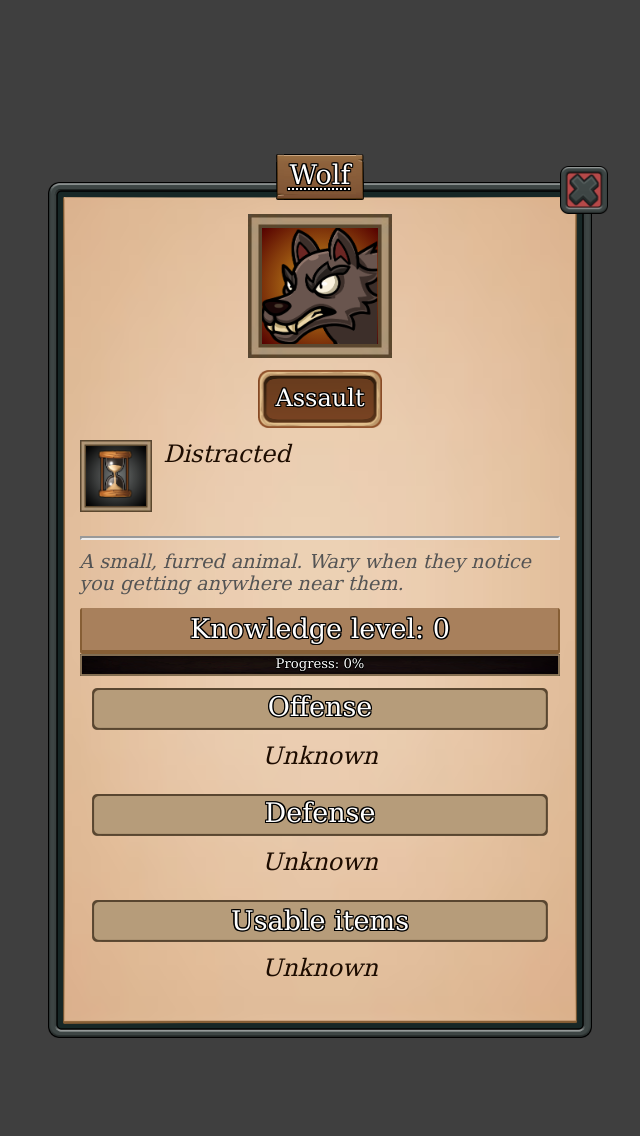 Wolf
Assault
Distracted
A small, furred animal. Wary when they notice
you getting anywhere near them.
Knowledge level: 0
Progress: 0%
Offense
Unknown
Defense
Unknown
Usable items
Unknown